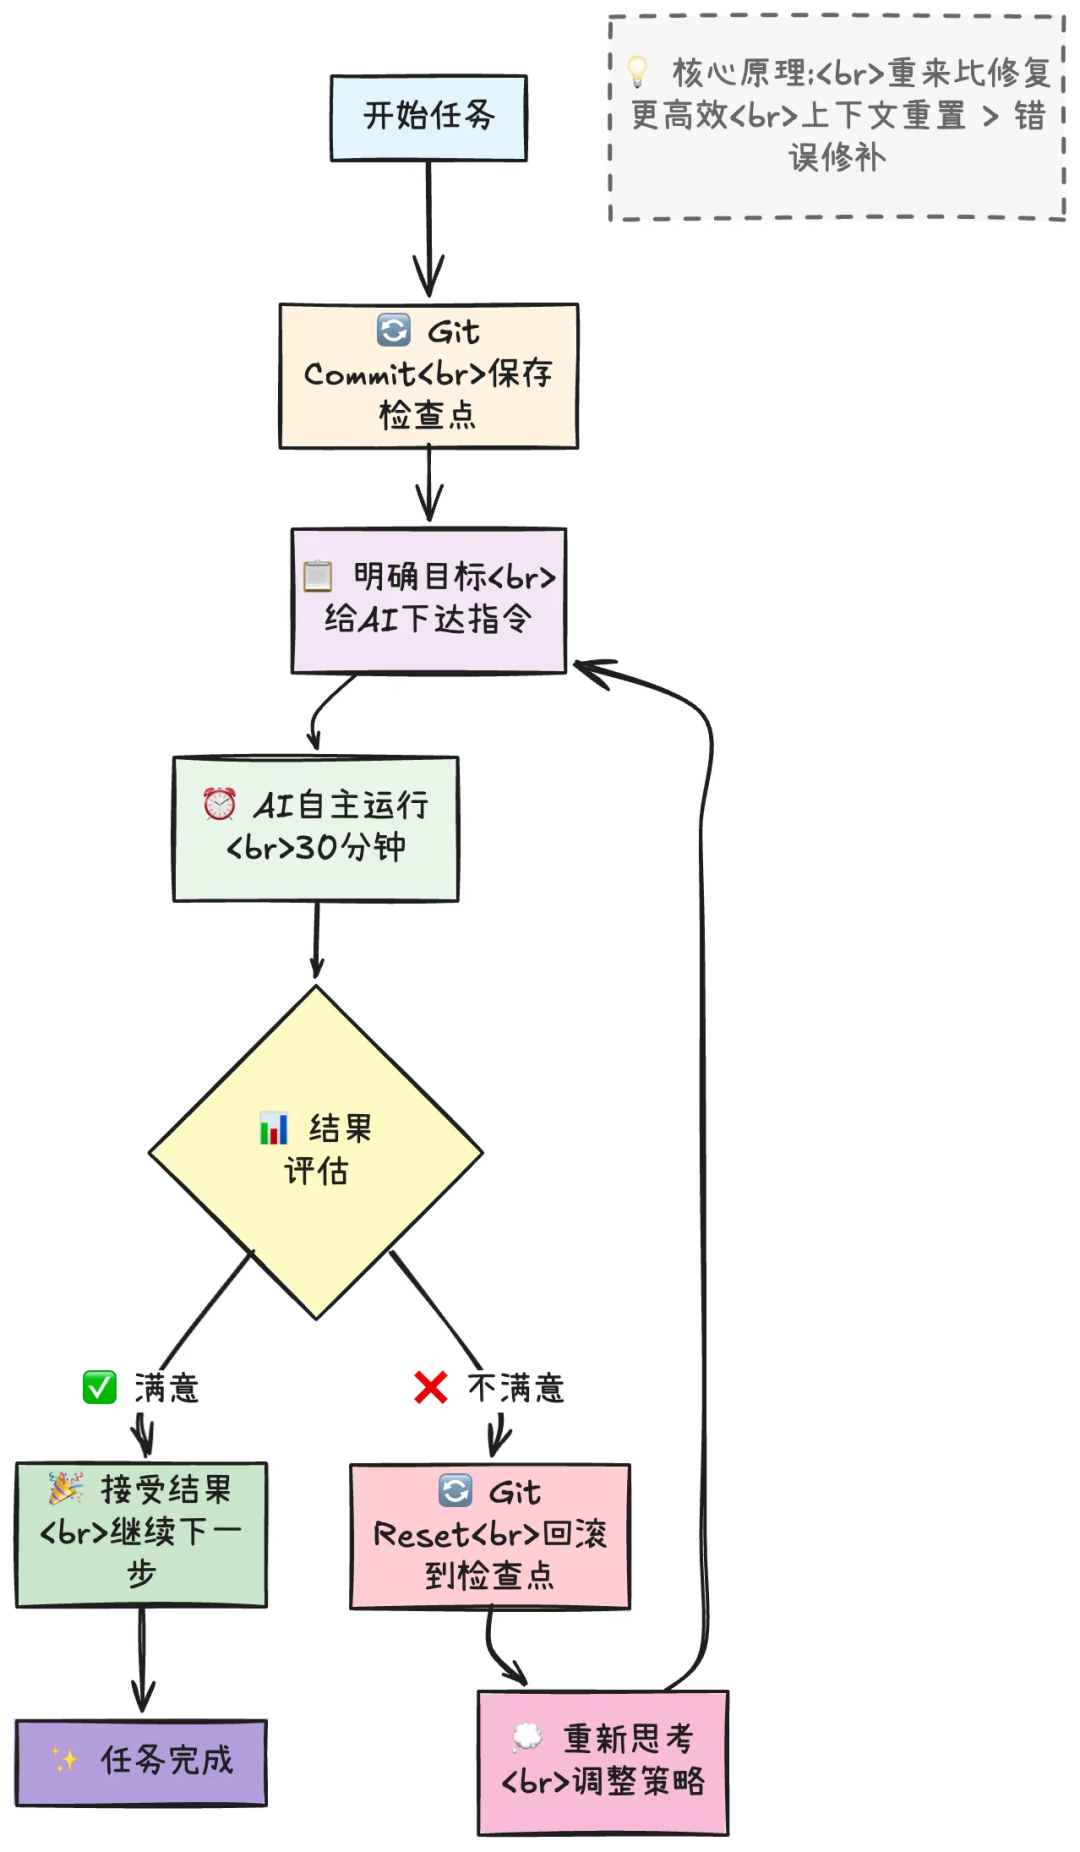 💡 核心原理:<br>重来比修复
更高效<br>上下文重置 > 错
误修补
开始任务
🔄 Git
Commit<br>保存
检查点
📋 明确目标<br>
给AI下达指令
⏰ AI自主运行
<br>30分钟
📊 结果
评估
✅ 满意
❌ 不满意
🎉 接受结果
<br>继续下一
步
🔄 Git
Reset<br>回滚
到检查点
✨ 任务完成
💭 重新思考
<br>调整策略